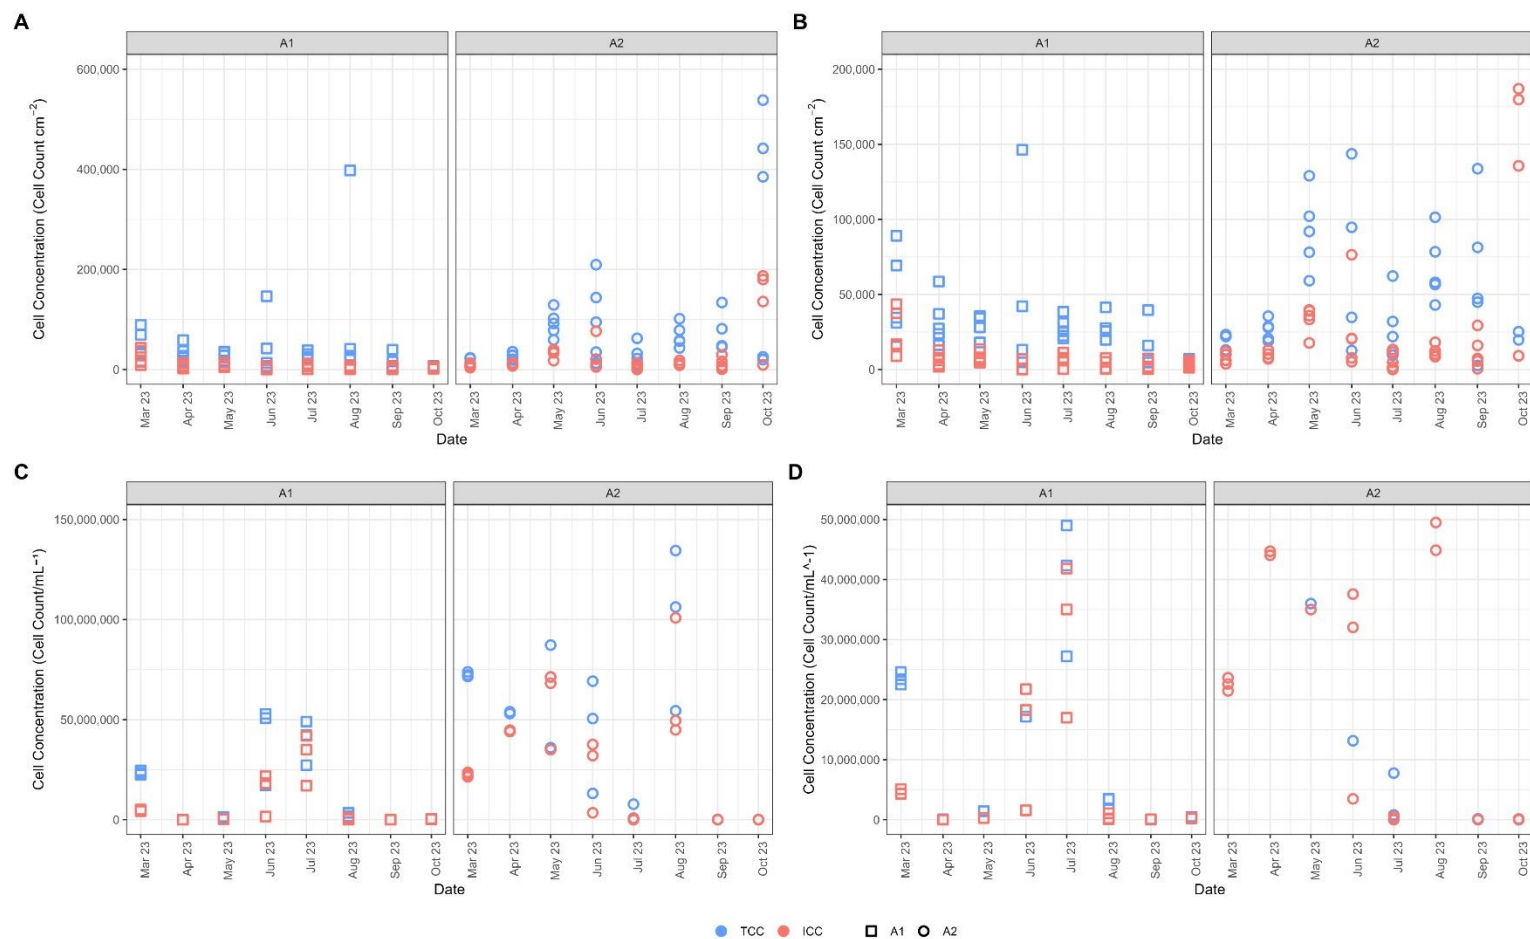 A
A1
A2
Cell Concentration (Cell Count cm⁻²)
600,000
400,000
200,000
0
Mar 23
Apr 23
May 23
Jun 23
Jul 23
Aug 23
Sep 23
Oct 23
Mar 23
Apr 23
May 23
Jun 23
Jul 23
Aug 23
Sep 23
Oct 23
Date
B
A1
A2
Cell Concentration (Cell Count cm⁻²)
200,000
150,000
100,000
50,000
0
Mar 23
Apr 23
May 23
Jun 23
Jul 23
Aug 23
Sep 23
Oct 23
Mar 23
Apr 23
May 23
Jun 23
Jul 23
Aug 23
Sep 23
Oct 23
Date
C
A1
A2
Cell Concentration (Cell Count/mL⁻¹)
150,000,000
100,000,000
50,000,000
0
Mar 23
Apr 23
May 23
Jun 23
Jul 23
Aug 23
Sep 23
Oct 23
Mar 23
Apr 23
May 23
Jun 23
Jul 23
Aug 23
Sep 23
Oct 23
Date
D
A1
A2
Cell Concentration (Cell Count/mL^-1)
50,000,000
40,000,000
30,000,000
20,000,000
10,000,000
0
Mar 23
Apr 23
May 23
Jun 23
Jul 23
Aug 23
Sep 23
Oct 23
Mar 23
Apr 23
May 23
Jun 23
Jul 23
Aug 23
Sep 23
Oct 23
Date
TCC ICC A1 A2